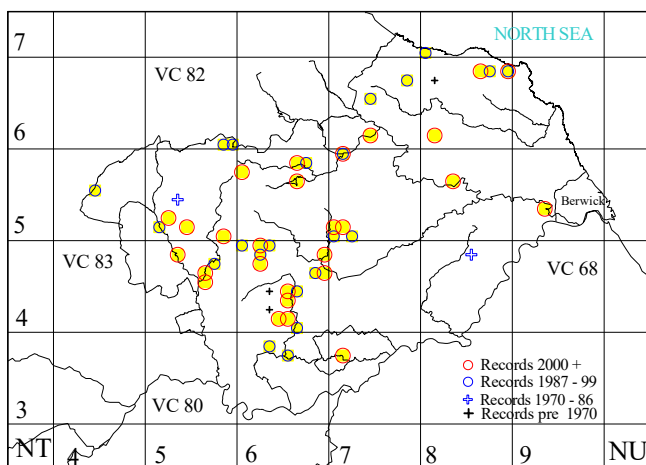 NORTH SEA
7
VC 82
6
Berwick
5
VC 83
VC 68
4
Records 2000 +
Records 1987 - 99
VC 80
Records 1970 - 86
Records pre 1970
3
NT 4 5 6 7 8 9 NU